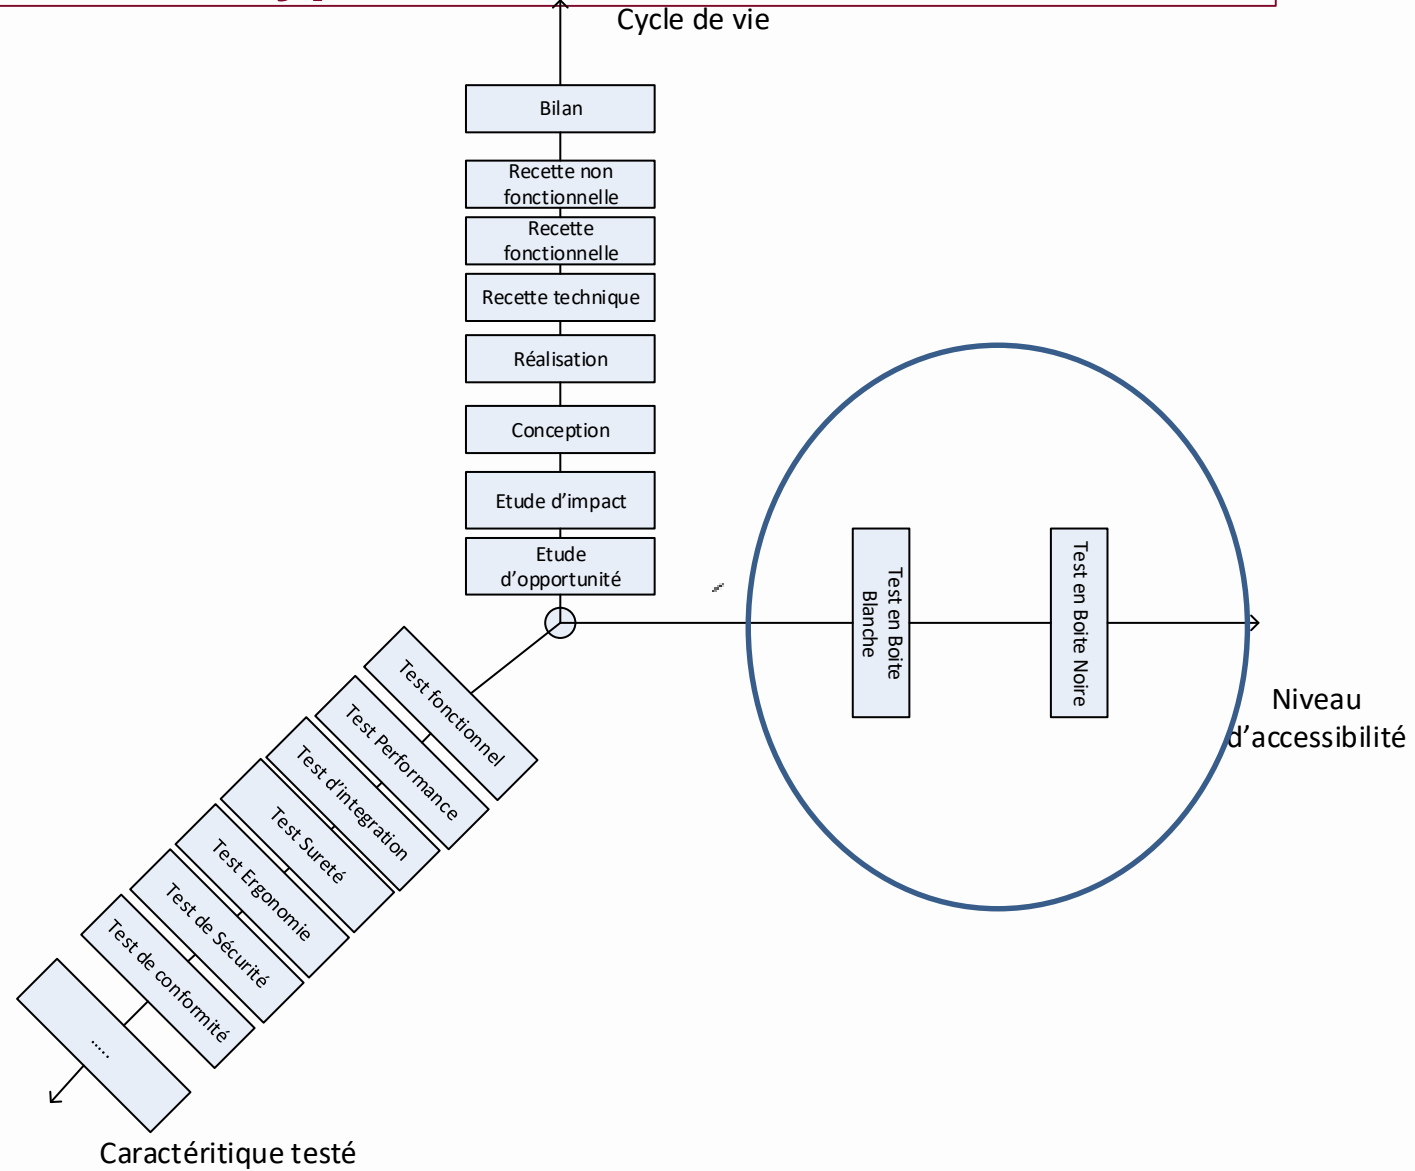 Cycle de vie
Bilan
Recette non
fonctionnelle
Recette
fonctionnelle
Recette technique
Réalisation
Conception
Etude d'impact
Etude
d'opportunité
Test en Boite
Blanche
Test en Boite Noire
Niveau
d'accessibilité
Test fonctionnel
Test Performance
Test d'integration
Test Sureté
Test Ergonomie
Test de Sécurité
Test de conformité
.....
Caractéritique testé